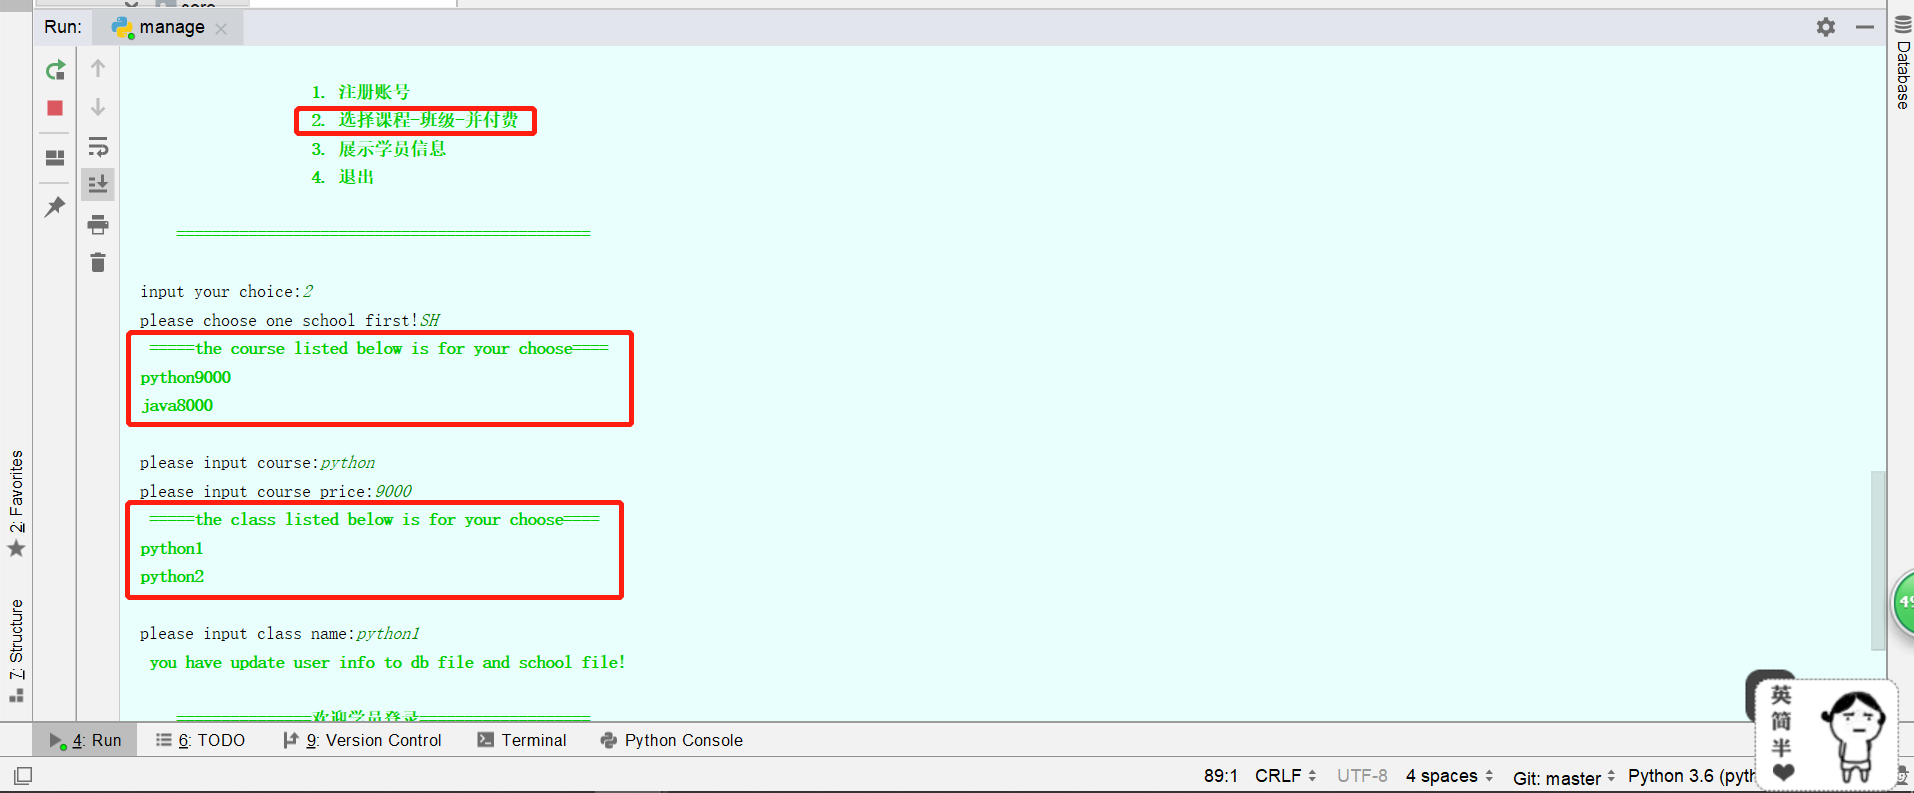 Run: manage
Database
1. 注册账号
2. 选择课程-班级-并付费
3. 展示学员信息
4. 退出
==============================================
input your choice:2
please choose one school first!SH
=====the course listed below is for your choose====
python9000
java8000
please input course:python
please input course price:9000
=====the class listed below is for your choose====
python1
python2
please input class name:python1
you have update user info to db file and school file!
===============欢迎学员登录===================
2: Favorites
7: Structure
4: Run 6: TODO 9: Version Control Terminal Python Console
89:1 CRLF UTF-8 4 spaces Git: master Python 3.6 (pyth
英
简
半